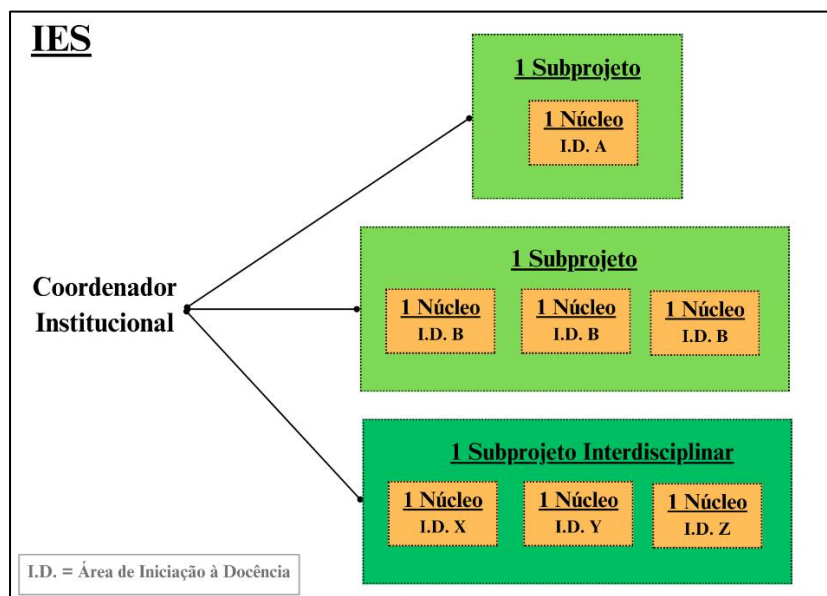 IES
1 Subprojeto
1 Núcleo
I.D. A
Coordenador
Institucional
1 Subprojeto
1 Núcleo
I.D. B
1 Núcleo
I.D. B
1 Núcleo
I.D. B
1 Subprojeto Interdisciplinar
1 Núcleo
I.D. X
1 Núcleo
I.D. Y
1 Núcleo
I.D. Z
I.D. = Área de Iniciação à Docência